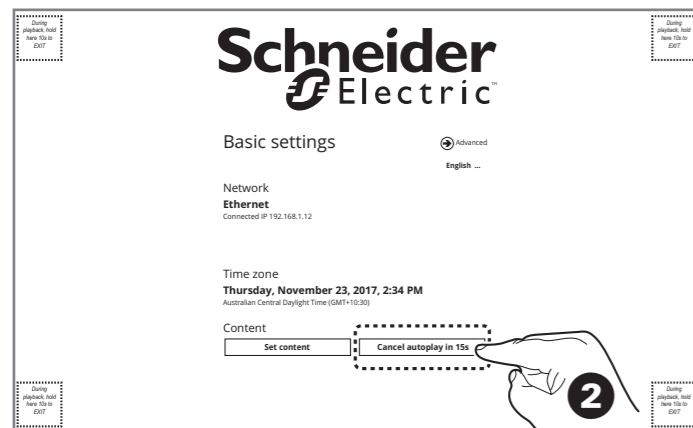 During
playback, hold
here 10s to
EXIT
During
playback, hold
here 10s to
EXIT
Schneider
Electric™
Basic settings
Advanced
English ...
Network
Ethernet
Connected IP 192.168.1.12
Time zone
Thursday, November 23, 2017, 2:34 PM
Australian Central Daylight Time (GMT+10:30)
Content
Set content
Cancel autoplay in 15s
2
During
playback, hold
here 10s to
EXIT
During
playback, hold
here 10s to
EXIT